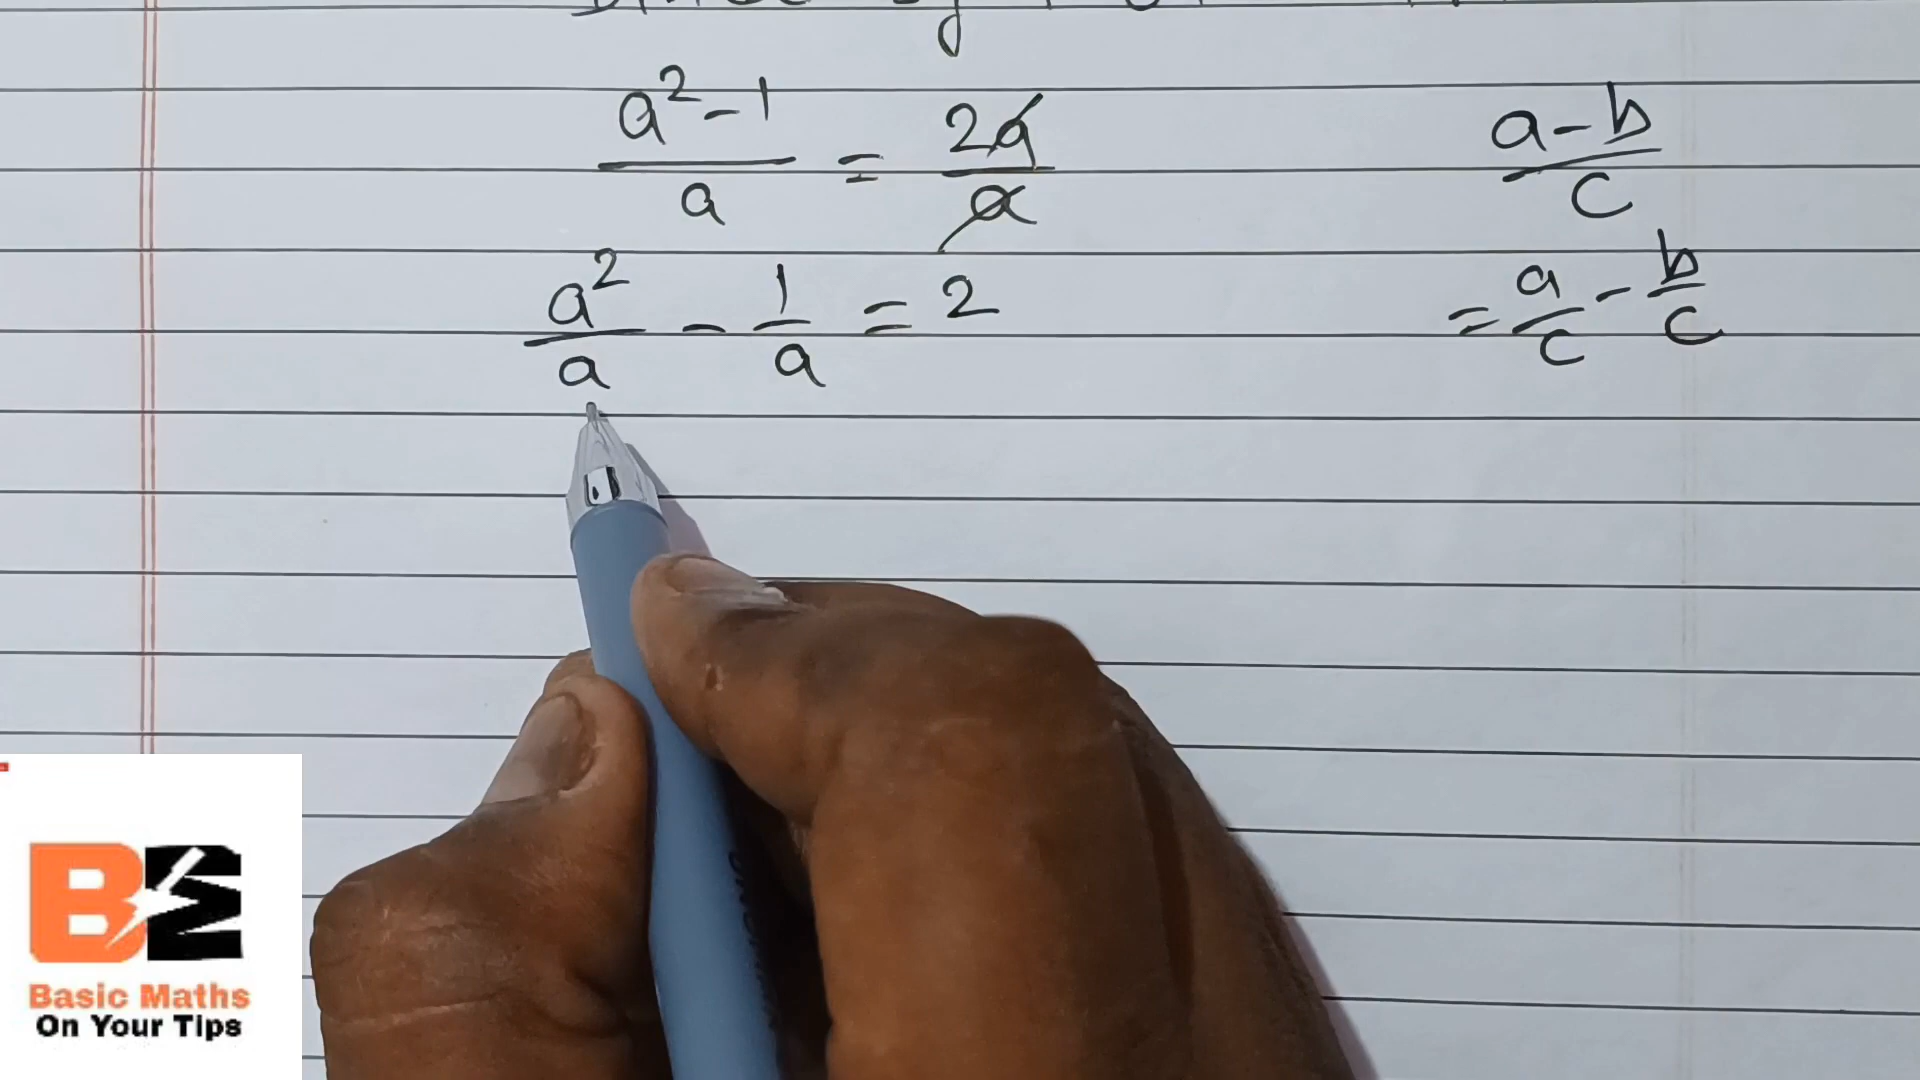 a² - 1 / a = 2a / a
a² / a - 1 / a = 2
a - b / c
= a / c - b / c
Basic Maths
On Your Tips